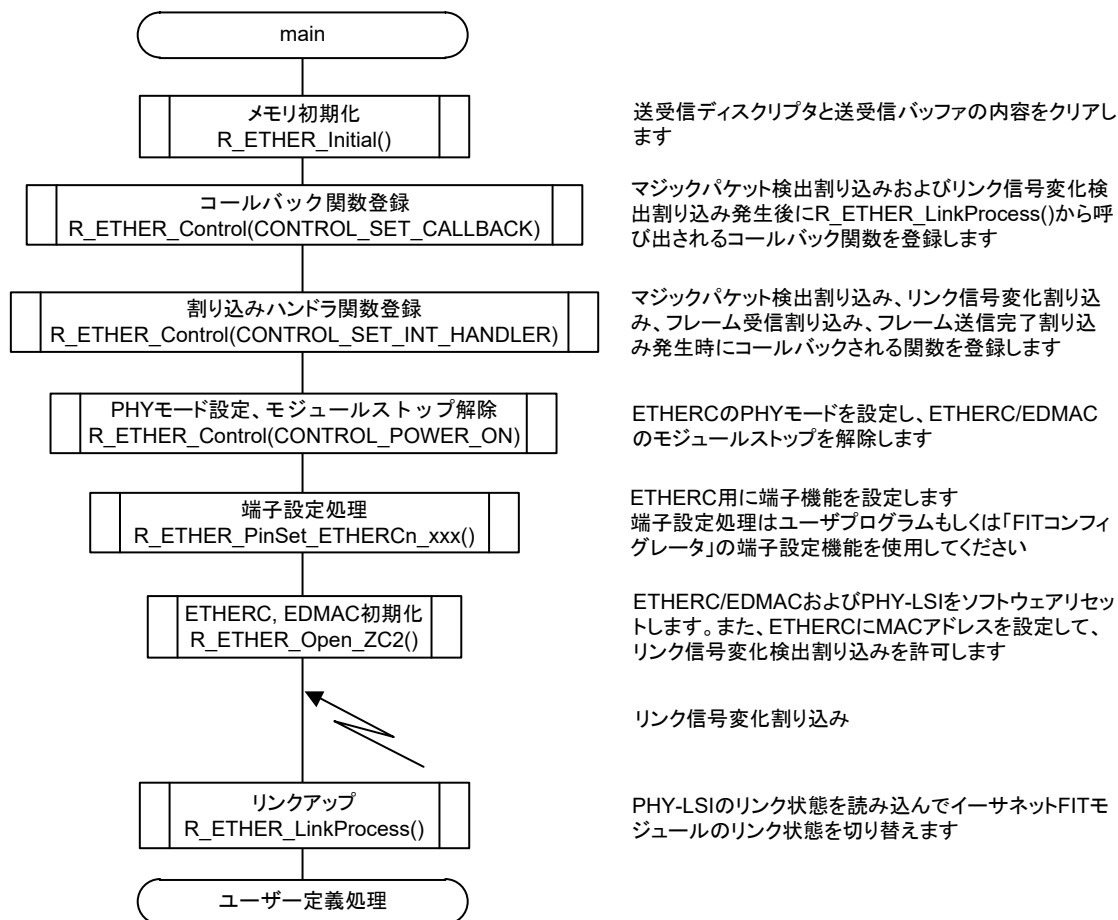 main
メモリ初期化
R_ETHER_Initial()
送受信ディスクリプタと送受信バッファの内容をクリアし
ます
コールバック関数登録
R_ETHER_Control(CONTROL_SET_CALLBACK)
マジックパケット検出割り込みおよびリンク信号変化検
出割り込み発生後にR_ETHER_LinkProcess()から呼
び出されるコールバック関数を登録します
割り込みハンドラ関数登録
R_ETHER_Control(CONTROL_SET_INT_HANDLER)
マジックパケット検出割り込み、リンク信号変化割り込
み、フレーム受信割り込み、フレーム送信完了割り込
み発生時にコールバックされる関数を登録します
PHYモード設定、モジュールストップ解除
R_ETHER_Control(CONTROL_POWER_ON)
ETHERCのPHYモードを設定し、ETHERC/EDMAC
のモジュールストップを解除します
端子設定処理
R_ETHER_PinSet_ETHERCn_xxx()
ETHERC用に端子機能を設定します
端子設定処理はユーザプログラムもしくは「FITコンフィ
グレータ」の端子設定機能を使用してください
ETHERC, EDMAC初期化
R_ETHER_Open_ZC2()
ETHERC/EDMACおよびPHY-LSIをソフトウェアリセッ
トします。また、ETHERCにMACアドレスを設定して、
リンク信号変化検出割り込みを許可します
リンク信号変化割り込み
リンクアップ
R_ETHER_LinkProcess()
PHY-LSIのリンク状態を読み込んでイーサネットFITモ
ジュールのリンク状態を切り替えます
ユーザー定義処理